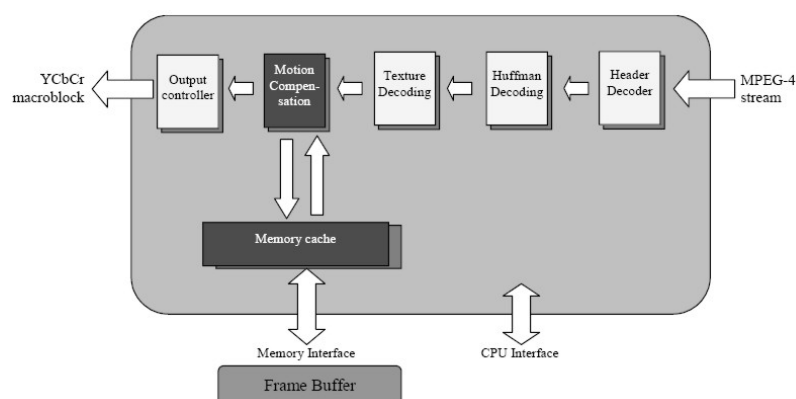 YCbCr
macroblock
Output
controller
Motion
Compen-
sation
Texture
Decoding
Huffman
Decoding
Header
Decoder
MPEG-4
stream
Memory cache
Memory Interface
CPU Interface
Frame Buffer